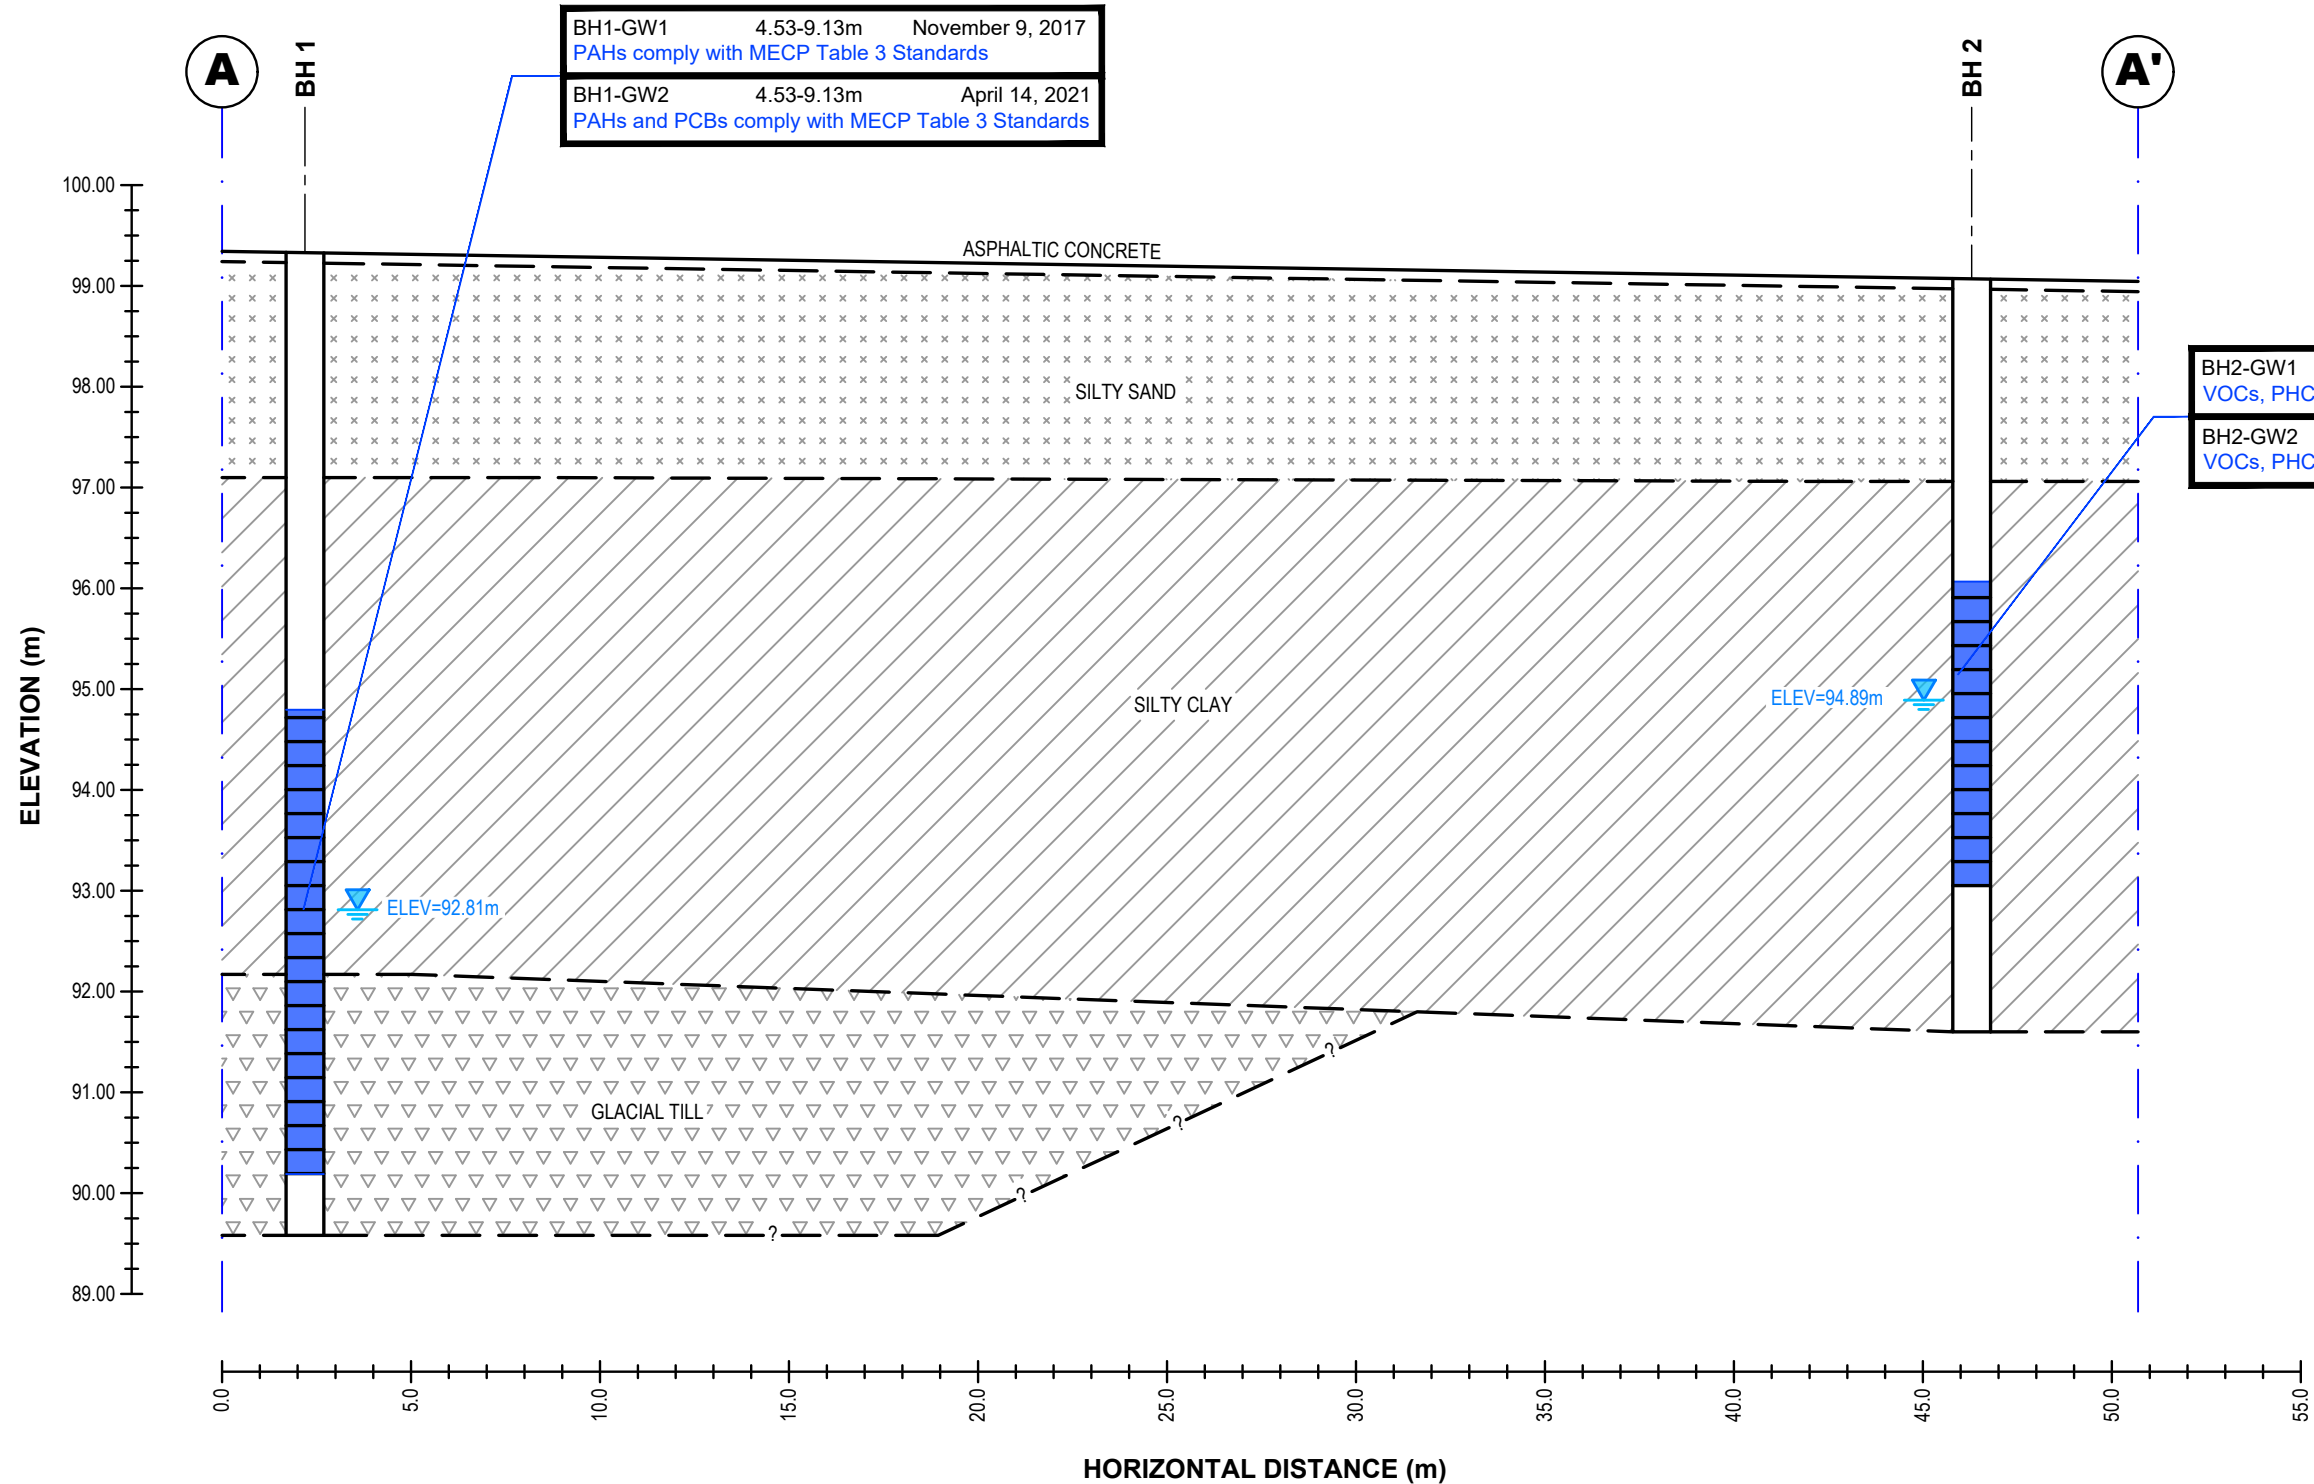 A
BH 1
BH1-GW1 4.53-9.13m November 9, 2017
PAHs comply with MECP Table 3 Standards
BH1-GW2 4.53-9.13m April 14, 2021
PAHs and PCBs comply with MECP Table 3 Standards
BH 2
A'
100.00
99.00
98.00
97.00
96.00
95.00
94.00
93.00
92.00
91.00
90.00
89.00
ELEVATION (m)
ASPHALTIC CONCRETE
SILTY SAND
BH2-GW1
VOCs, PHC
BH2-GW2
VOCs, PHC
SILTY CLAY
ELEV=94.89m
ELEV=92.81m
GLACIAL TILL
?
?
?
?
0.0
5.0
10.0
15.0
20.0
25.0
30.0
35.0
40.0
45.0
50.0
55.0
HORIZONTAL DISTANCE (m)